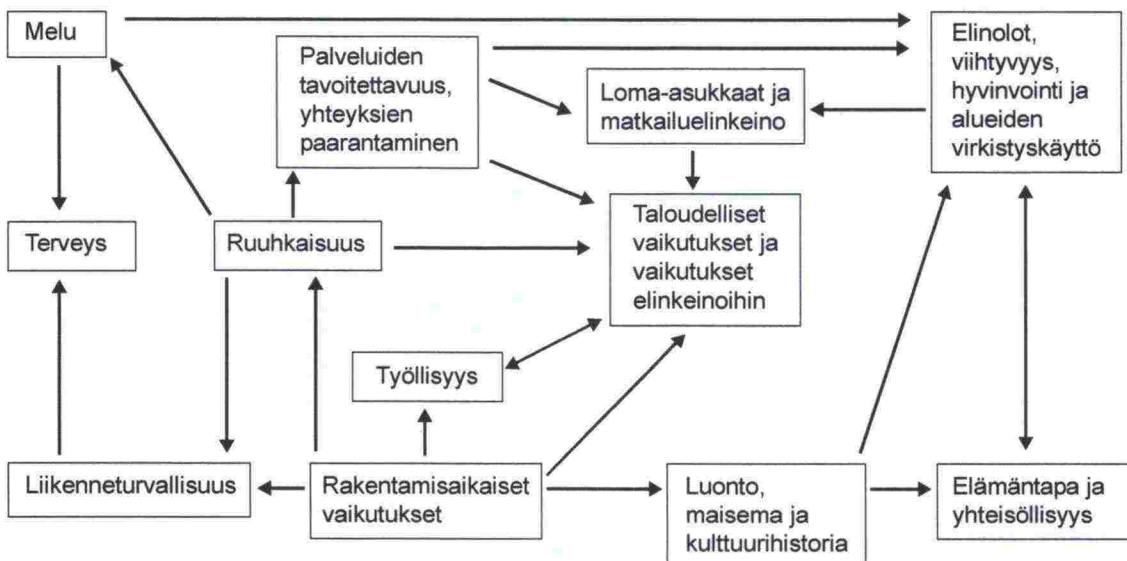 Melu
Palveluiden
tavoitettavuus,
yhteyksien
paarantaminen
Loma-asukkaat ja
matkailuelinkeino
Elinolot,
viihtyvyys,
hyvinvointi ja
alueiden
virkistyskäyttö
Terveys
Ruuhkaisuus
Taloudelliset
vaikutukset ja
vaikutukset
elinkeinoihin
Työllisyys
Liikenneturvallisuus
Rakentamisaikaiset
vaikutukset
Luonto,
maisema ja
kulttuurihistoria
Elämäntapa ja
yhteisöllisyys